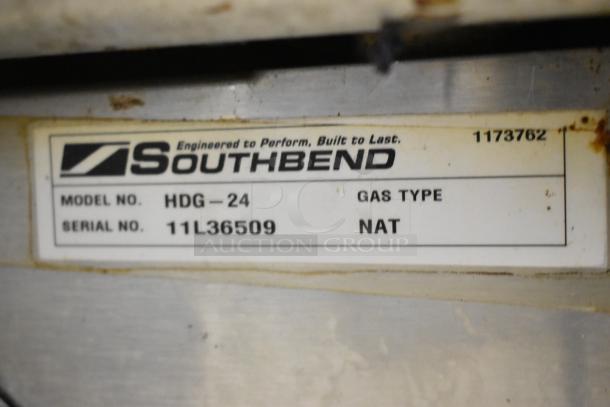 Engineered to Perform, Built to Last.
1173762
SOUTHBEND
MODEL NO. HDG-24 GAS TYPE
SERIAL NO. 11L36509 NAT
PCI
AUCTION GROUP